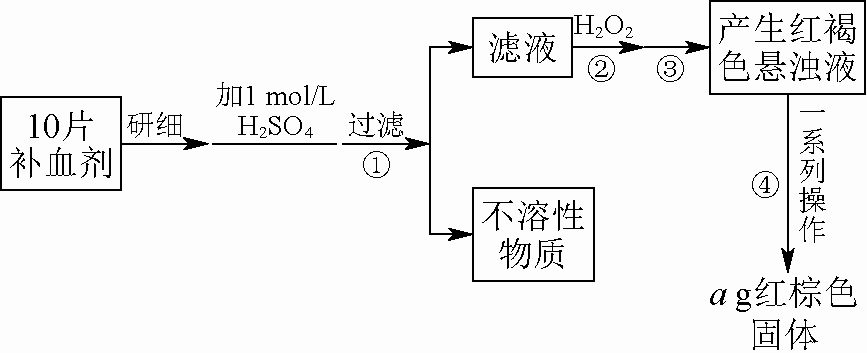 10片
补血剂
研细
加1 mol/L
H₂SO₄
过滤
①
滤液
H₂O₂
②
③
产生红褐
色悬浊液
不溶性
物质
④
一系列操作
a g红棕色
固体